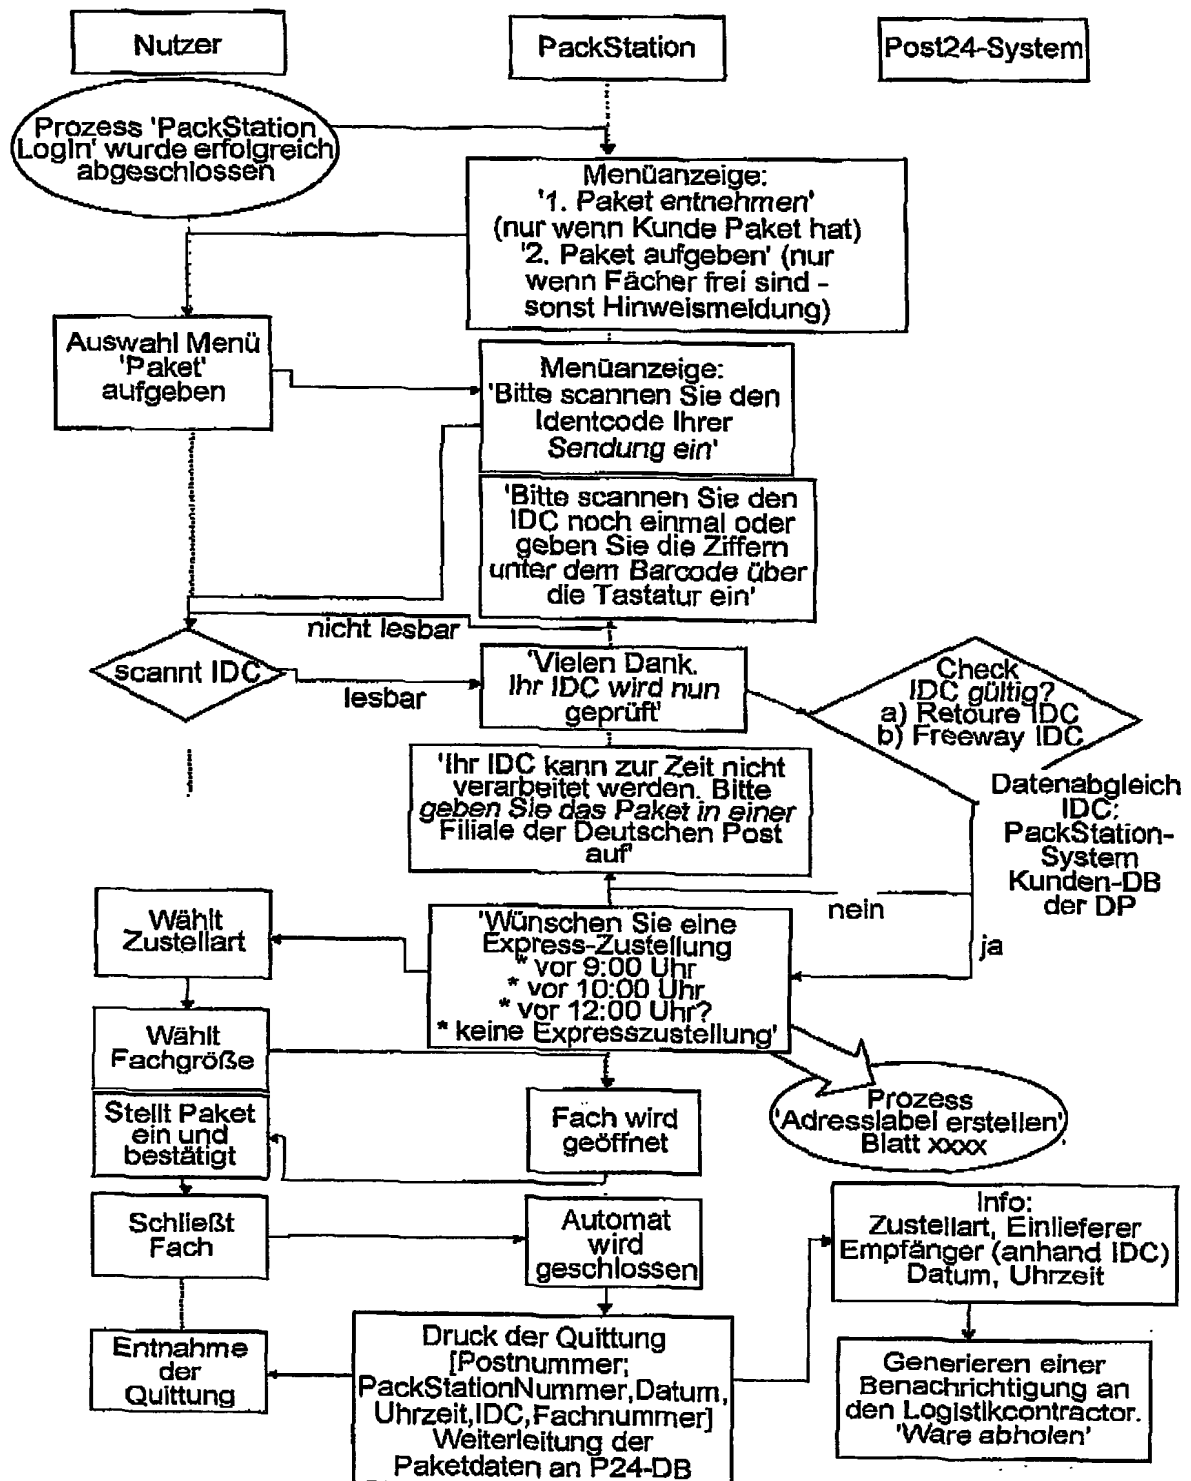 Nutzer
PackStation
Post24-System
Prozess 'PackStation
LogIn' wurde erfolgreich
abgeschlossen
Menüanzeige:
'1. Paket entnehmen'
(nur wenn Kunde Paket hat)
'2. Paket aufgeben' (nur
wenn Fächer frei sind -
sonst Hinweismeldung)
Auswahl Menü
'Paket'
aufgeben
Menüanzeige:
'Bitte scannen Sie den
Identcode Ihrer
Sendung ein'
'Bitte scannen Sie den
IDC noch einmal oder
geben Sie die Ziffern
unter dem Barcode über
die Tastatur ein'
nicht lesbar
scannt IDC
lesbar
'Vielen Dank.
Ihr IDC wird nun
geprüft'
Check
IDC gültig?
a) Retoure IDC
b) Freeway IDC
'Ihr IDC kann zur Zeit nicht
verarbeitet werden. Bitte
geben Sie das Paket in einer
Filiale der Deutschen Post
auf'
Datenabgleich
IDC:
PackStation-
System
Kunden-DB
der DP
nein
ja
Wählt
Zustellart
'Wünschen Sie eine
Express-Zustellung
* vor 9:00 Uhr
* vor 10:00 Uhr
* vor 12:00 Uhr?
* keine Expresszustellung'
Wählt
Fachgröße
Prozess
'Adresslabel erstellen'
Blatt xxxx
Stellt Paket
ein und
bestätigt
Fach wird
geöffnet
Schließt
Fach
Automat
wird
geschlossen
Info:
Zustellart, Einlieferer
Empfänger (anhand IDC)
Datum, Uhrzeit
Entnahme
der
Quittung
Druck der Quittung
[Postnummer;
PackStationNummer,Datum,
Uhrzeit,IDC,Fachnummer]
Weiterleitung der
Paketdaten an P24-DB
Generieren einer
Benachrichtigung an
den Logistikcontractor.
'Ware abholen'